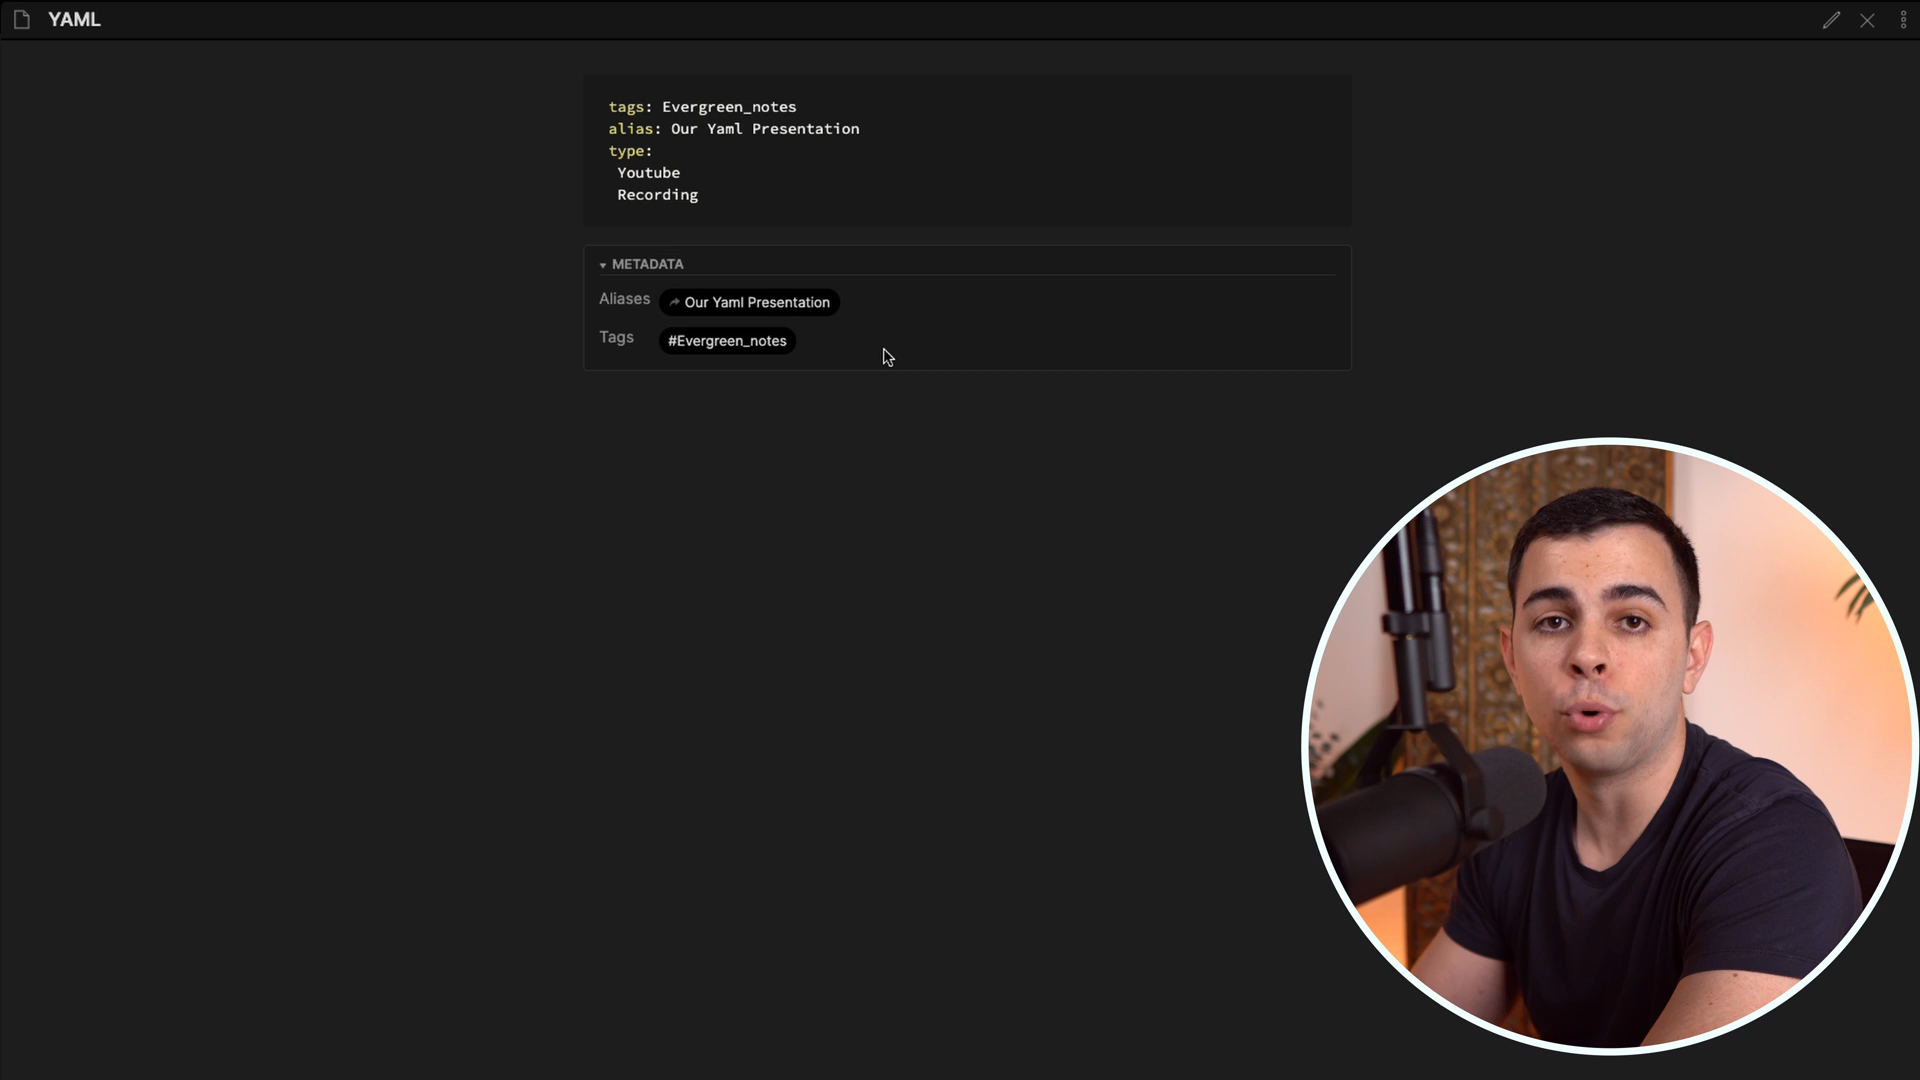 YAML
tags: Evergreen_notes
alias: Our Yaml Presentation
type:
Youtube
Recording
METADATA
Aliases Our Yaml Presentation
Tags #Evergreen_notes